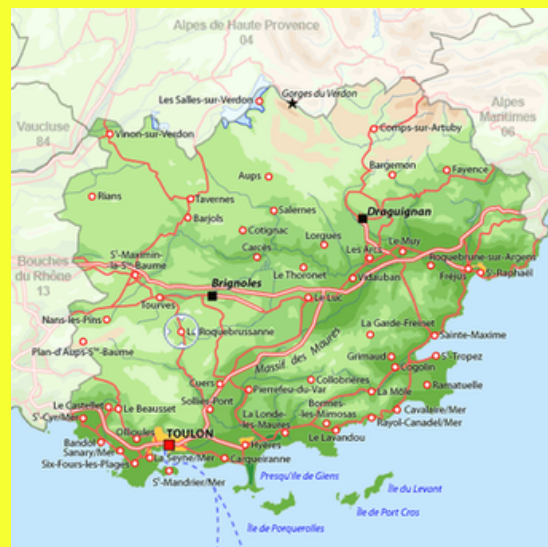 Alpes de Haute Provence
04
Les Salles-sur-Verdon
Gorges du Verdon
Alpes
Maritimes
06
Vaucluse
84
Vinon-sur-Verdon
Comps-sur-Artuby
Bargemon
Fayence
Aups
Rians
Tavernes
Salernes
Draguignan
Barjols
Cotignac
Lorgues
Le Muy
Carcès
Les Arcs
Roquebrune-sur-Argens
Sᵗ-Maximin-
la-Sᵗᵉ-Baume
Bouches
du Rhône
13
Le Thoronet
Vidauban
Fréjus
Sᵗ-Raphaël
Brignoles
Tourves
Le Luc
Nans-les-Pins
La Roquebrussanne
La Garde-Freinet
Sainte-Maxime
Plan-d'Aups-Sᵗᵉ-Baume
Massif des Maures
Grimaud
Sᵗ-Tropez
Cogolin
Cuers
Collobrières
Ramatuelle
Pierrefeu-du-Var
La Môle
Le Castellet
Le Beausset
Solliès-Pont
Bormes-
les-Mimosas
Cavalaire/Mer
Sᵗ-Cyr/Mer
La Londe-
les-Maures
Rayol-Canadel/Mer
Ollioules
TOULON
Le Lavandou
Bandol
Sanary/Mer
Hyères
La Seyne/Mer
Carqueiranne
Six-Fours-les-Plages
Sᵗ-Mandrier/Mer
Presqu'île de Giens
Île du Levant
Île de Port Cros
Île de Porquerolles